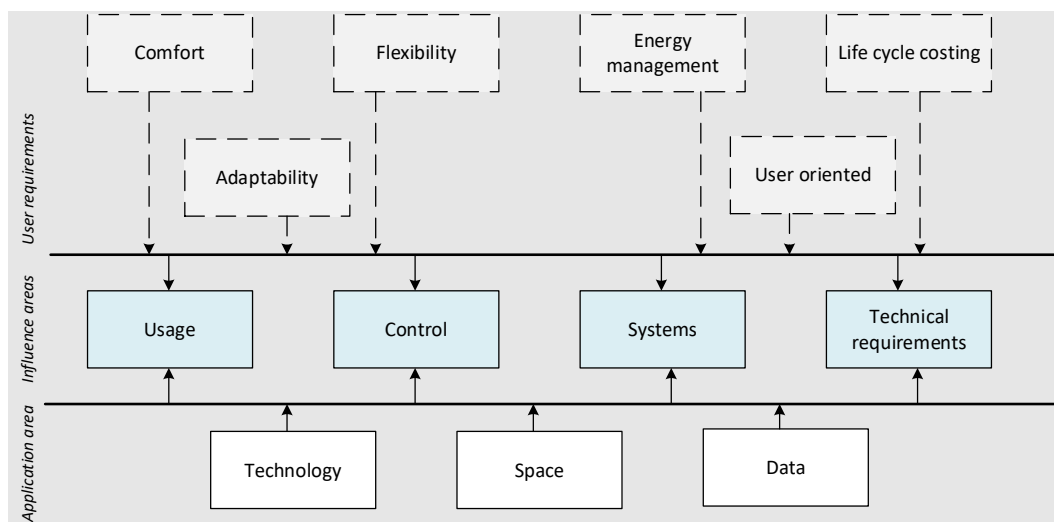 Comfort
Flexibility
Energy
management
Life cycle costing
Adaptability
User oriented
User requirements
Usage
Control
Systems
Technical
requirements
Influence areas
Technology
Space
Data
Application area